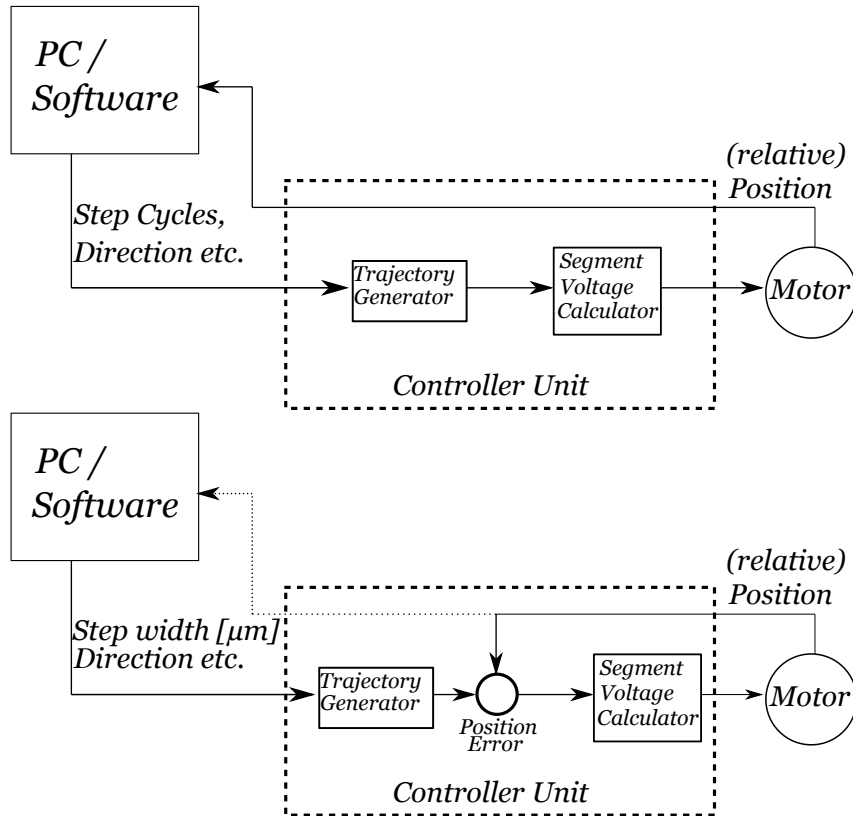 PC /
Software
(relative)
Position
Step Cycles,
Direction etc.
Trajectory
Generator
Segment
Voltage
Calculator
Motor
Controller Unit
PC /
Software
(relative)
Position
Step width [µm]
Direction etc.
Trajectory
Generator
Position
Error
Segment
Voltage
Calculator
Motor
Controller Unit